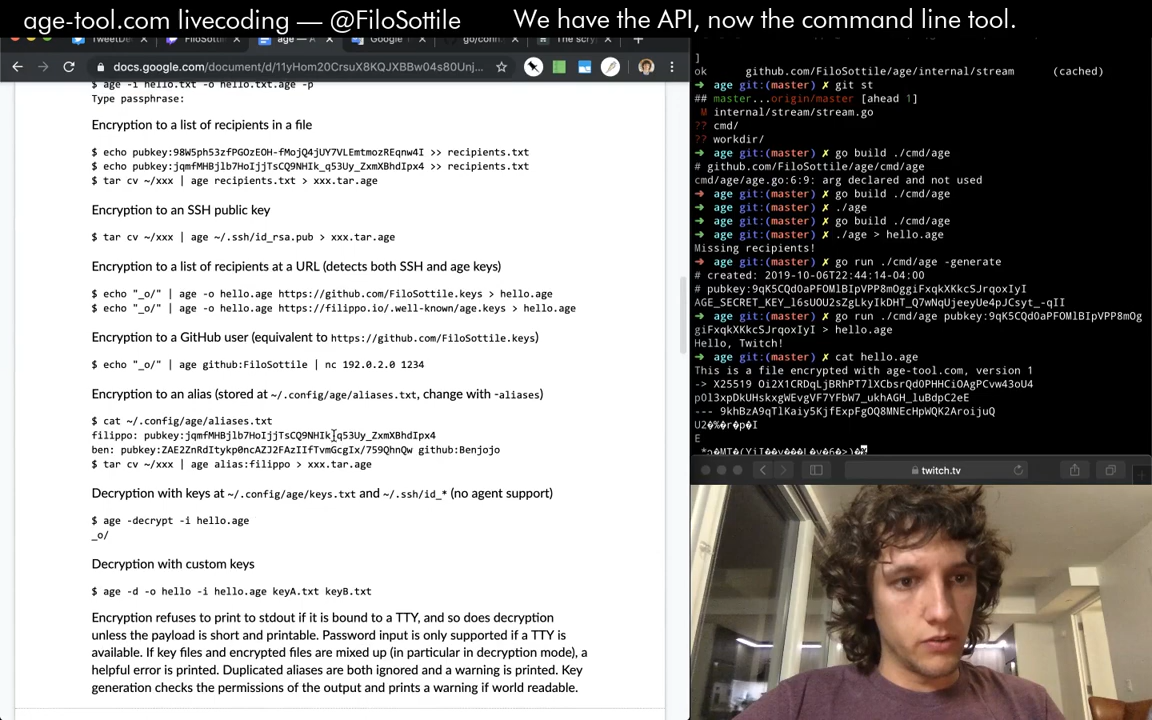 age-tool.com livecoding — @FiloSottile
We have the API, now the command line tool.
TweetDe
FiloSott
age —
Google
go/conn
The scry
docs.google.com/document/d/11yHom20CrsuX8KQJXBBw04s80Unj...
$ age -i hello.txt -o hello.txt.age -p
Type passphrase:
Encryption to a list of recipients in a file
$ echo pubkey:98W5ph53zfPGOzEOH-fMojQ4jUY7VLEmtmozREqnw4I >> recipients.txt
$ echo pubkey:jqmfMHBjlb7HoIjjTsCQ9NHIk_q53Uy_ZxmXBhdIpx4 >> recipients.txt
$ tar cv ~/xxx | age recipients.txt > xxx.tar.age
Encryption to an SSH public key
$ tar cv ~/xxx | age ~/.ssh/id_rsa.pub > xxx.tar.age
Encryption to a list of recipients at a URL (detects both SSH and age keys)
$ echo "_o/" | age -o hello.age https://github.com/FiloSottile.keys > hello.age
$ echo "_o/" | age -o hello.age https://filippo.io/.well-known/age.keys > hello.age
Encryption to a GitHub user (equivalent to https://github.com/FiloSottile.keys)
$ echo "_o/" | age github:FiloSottile | nc 192.0.2.0 1234
Encryption to an alias (stored at ~/.config/age/aliases.txt, change with -aliases)
$ cat ~/.config/age/aliases.txt
filippo: pubkey:jqmfMHBjlb7HoIjjTsCQ9NHIk_q53Uy_ZxmXBhdIpx4
ben: pubkey:ZAE2ZnRdItykp0ncAZJ2FAzIIfTvmGcgIx/759QhnQw github:Benjojo
$ tar cv ~/xxx | age alias:filippo > xxx.tar.age
Decryption with keys at ~/.config/age/keys.txt and ~/.ssh/id_* (no agent support)
$ age -decrypt -i hello.age
_o/
Decryption with custom keys
$ age -d -o hello -i hello.age keyA.txt keyB.txt
Encryption refuses to print to stdout if it is bound to a TTY, and so does decryption
unless the payload is short and printable. Password input is only supported if a TTY is
available. If key files and encrypted files are mixed up (in particular in decryption mode), a
helpful error is printed. Duplicated aliases are both ignored and a warning is printed. Key
generation checks the permissions of the output and prints a warning if world readable.
]
ok github.com/FiloSottile/age/internal/stream (cached)
➜ age git:(master) ✗ git st
## master...origin/master [ahead 1]
M internal/stream/stream.go
?? cmd/
?? workdir/
➜ age git:(master) ✗ go build ./cmd/age
# github.com/FiloSottile/age/cmd/age
cmd/age/age.go:6:9: arg declared and not used
➜ age git:(master) ✗ go build ./cmd/age
➜ age git:(master) ✗ ./age
➜ age git:(master) ✗ go build ./cmd/age
➜ age git:(master) ✗ ./age > hello.age
Missing recipients!
➜ age git:(master) ✗ go run ./cmd/age -generate
# created: 2019-10-06T22:44:14-04:00
# pubkey:9qK5CQdOaPFOMlBIpVPP8mOggiFxqkXKkcSJrqoxIyI
AGE_SECRET_KEY_l6sUOU2sZgLkyIkDHT_Q7wNqUjeeyUe4pJCsyt_-qII
➜ age git:(master) ✗ go run ./cmd/age pubkey:9qK5CQdOaPFOMlBIpVPP8mOg
giFxqkXKkcSJrqoxIyI > hello.age
Hello, Twitch!
➜ age git:(master) ✗ cat hello.age
This is a file encrypted with age-tool.com, version 1
-> X25519 Oi2X1CRDqLjBRhPT7lXCbsrQd0PHHCiOAgPCvw43oU4
pOl3xpDkUHskxgWEvgVF7YFbW7_ukhAGH_luBdpC2eE
--- 9khBzA9qTlKaiy5KjfExpFgOQ8MNEcHpWQK2AroijuQ
twitch.tv